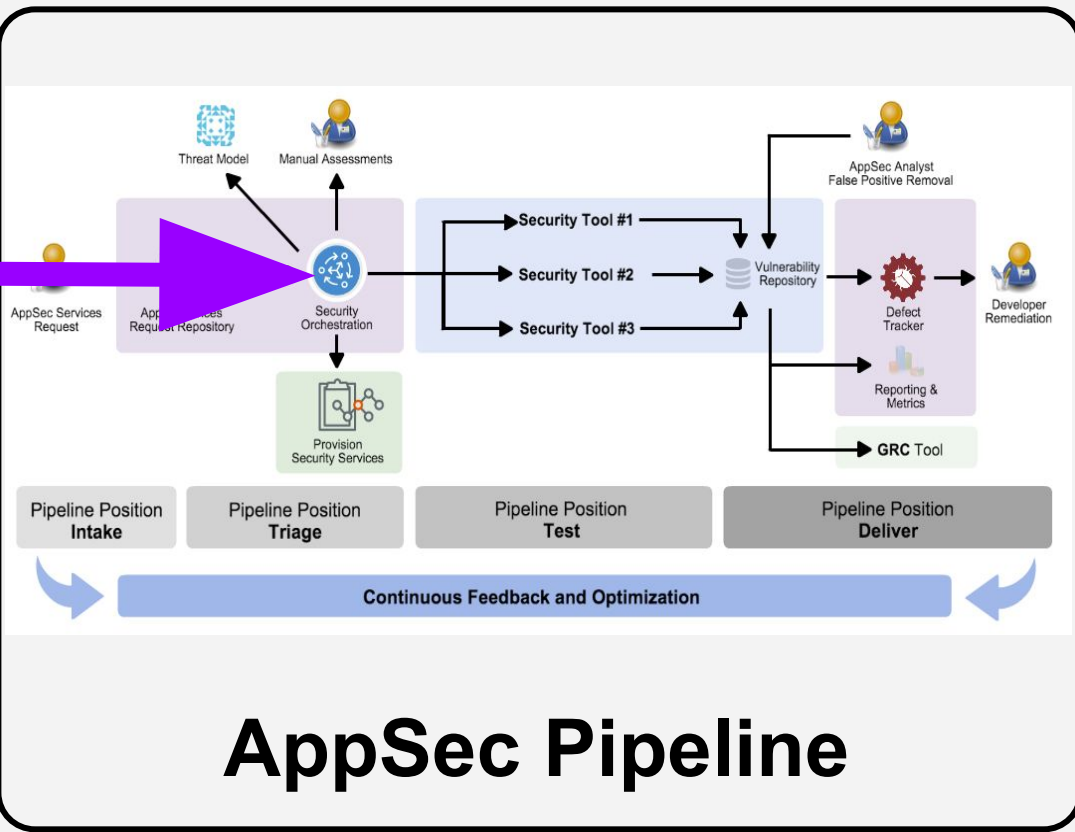 Threat Model
Manual Assessments
AppSec Analyst
False Positive Removal
AppSec Services
Request
Request Repository
Security
Orchestration
Security Tool #1
Security Tool #2
Security Tool #3
Vulnerability
Repository
Defect
Tracker
Developer
Remediation
Reporting &
Metrics
GRC Tool
Provision
Security Services
Pipeline Position
Intake
Pipeline Position
Triage
Pipeline Position
Test
Pipeline Position
Deliver
Continuous Feedback and Optimization
AppSec Pipeline